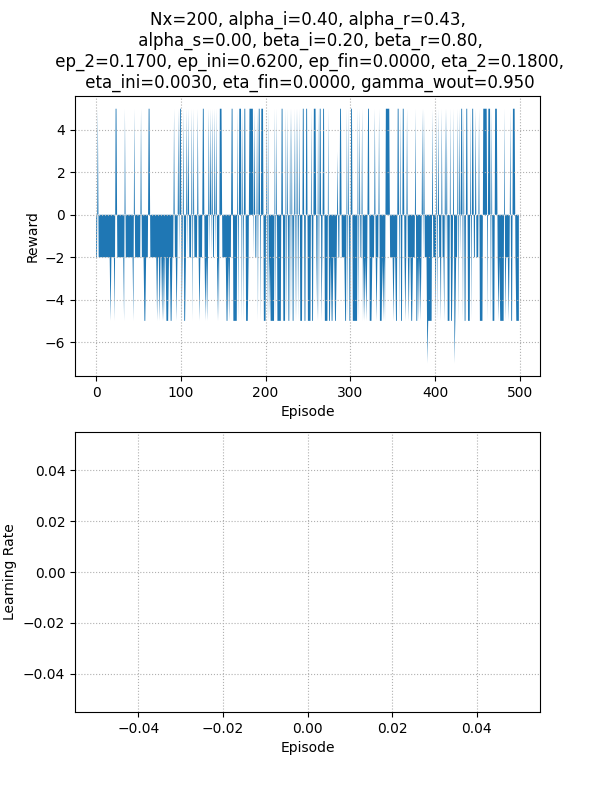 Nx=200, alpha_i=0.40, alpha_r=0.43,
alpha_s=0.00, beta_i=0.20, beta_r=0.80,
ep_2=0.1700, ep_ini=0.6200, ep_fin=0.0000, eta_2=0.1800,
eta_ini=0.0030, eta_fin=0.0000, gamma_wout=0.950
4
2
0
−2
−4
−6
Reward
0 100 200 300 400 500
Episode
0.04
0.02
0.00
−0.02
−0.04
Learning Rate
−0.04 −0.02 0.00 0.02 0.04
Episode